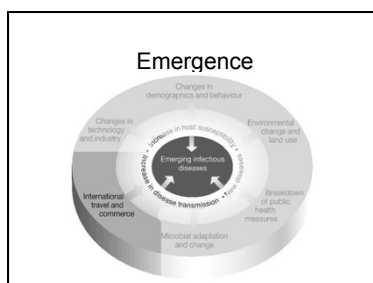 Emergence
Changes in
demographics and behaviour
Changes in
technology
and industry
Increase in host susceptibility •
Environmental
change and
land use
Emerging infectious
diseases
• Increase in disease transmission •
New diseases
International
travel and
commerce
Breakdown
of public
health
measures
Microbial adaptation
and change